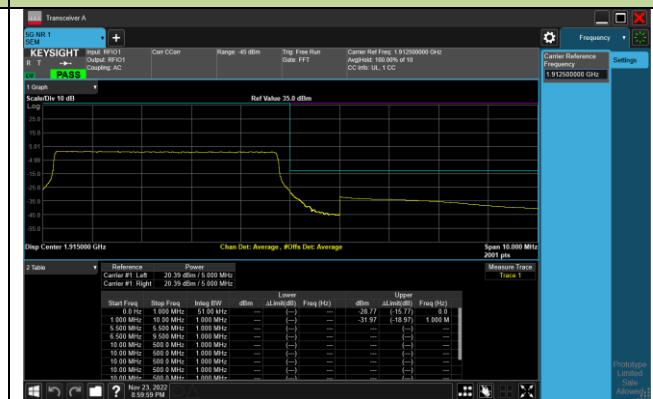 Transceiver A
5G NR 1
SEM
Frequency
KEYSIGHT Input: RFIO1 Corr CCorr Range: -45 dBm Trig: Free Run Carrier Ref Freq: 1.912500000 GHz
R T Output: RFIO1 Gate: FFT Avg|Hold: 100.00% of 10
Coupling: AC CC Info: UL, 1 CC
PASS
Carrier Reference Frequency
1.912500000 GHz
Settings
1 Graph
Scale/Div 10 dB Ref Value 35.0 dBm
Log
25.0
15.0
5.01
-4.99
-15.0
-25.0
-35.0
-45.0
-55.0
Disp Center 1.915000 GHz Chan Det: Average , #Offs Det: Average Span 10.000 MHz
2001 pts
2 Table
Reference Power Measure Trace
Carrier #1: Left 20.39 dBm / 5.000 MHz Trace 1
Carrier #1: Right 20.39 dBm / 5.000 MHz
Lower Upper
Start Freq Stop Freq Integ BW dBm ΔLimit(dB) Freq (Hz) dBm ΔLimit(dB) Freq (Hz)
0.0 Hz 1.000 MHz 51.00 kHz --- (---) --- -28.77 (-15.77) 0.0
1.000 MHz 10.00 MHz 1.000 MHz --- (---) --- -31.97 (-18.97) 1.000 M
5.500 MHz 5.500 MHz 1.000 MHz --- (---) --- --- (---) ---
6.500 MHz 9.500 MHz 1.000 MHz --- (---) --- --- (---) ---
10.00 MHz 500.0 MHz 1.000 MHz --- (---) --- --- (---) ---
10.00 MHz 500.0 MHz 1.000 MHz --- (---) --- --- (---) ---
10.00 MHz 500.0 MHz 1.000 MHz --- (---) --- --- (---) ---
10.00 MHz 500.0 MHz 1.000 MHz --- (---) --- --- (---) ---
10.00 MHz 500.0 MHz 1.000 MHz --- (---) --- --- (---) ---
Nov 23, 2022
8:59:59 PM
Prototype
Limited
Sale
Allowed